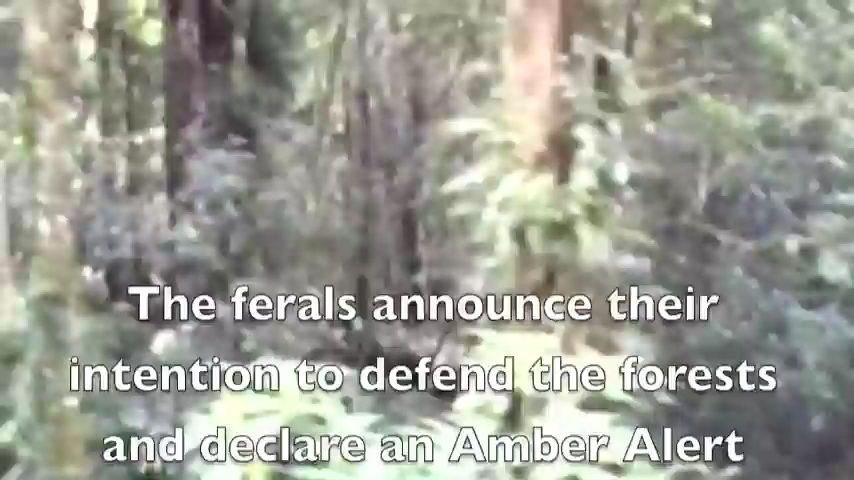 The ferals announce their
intention to defend the forests
and declare an Amber Alert